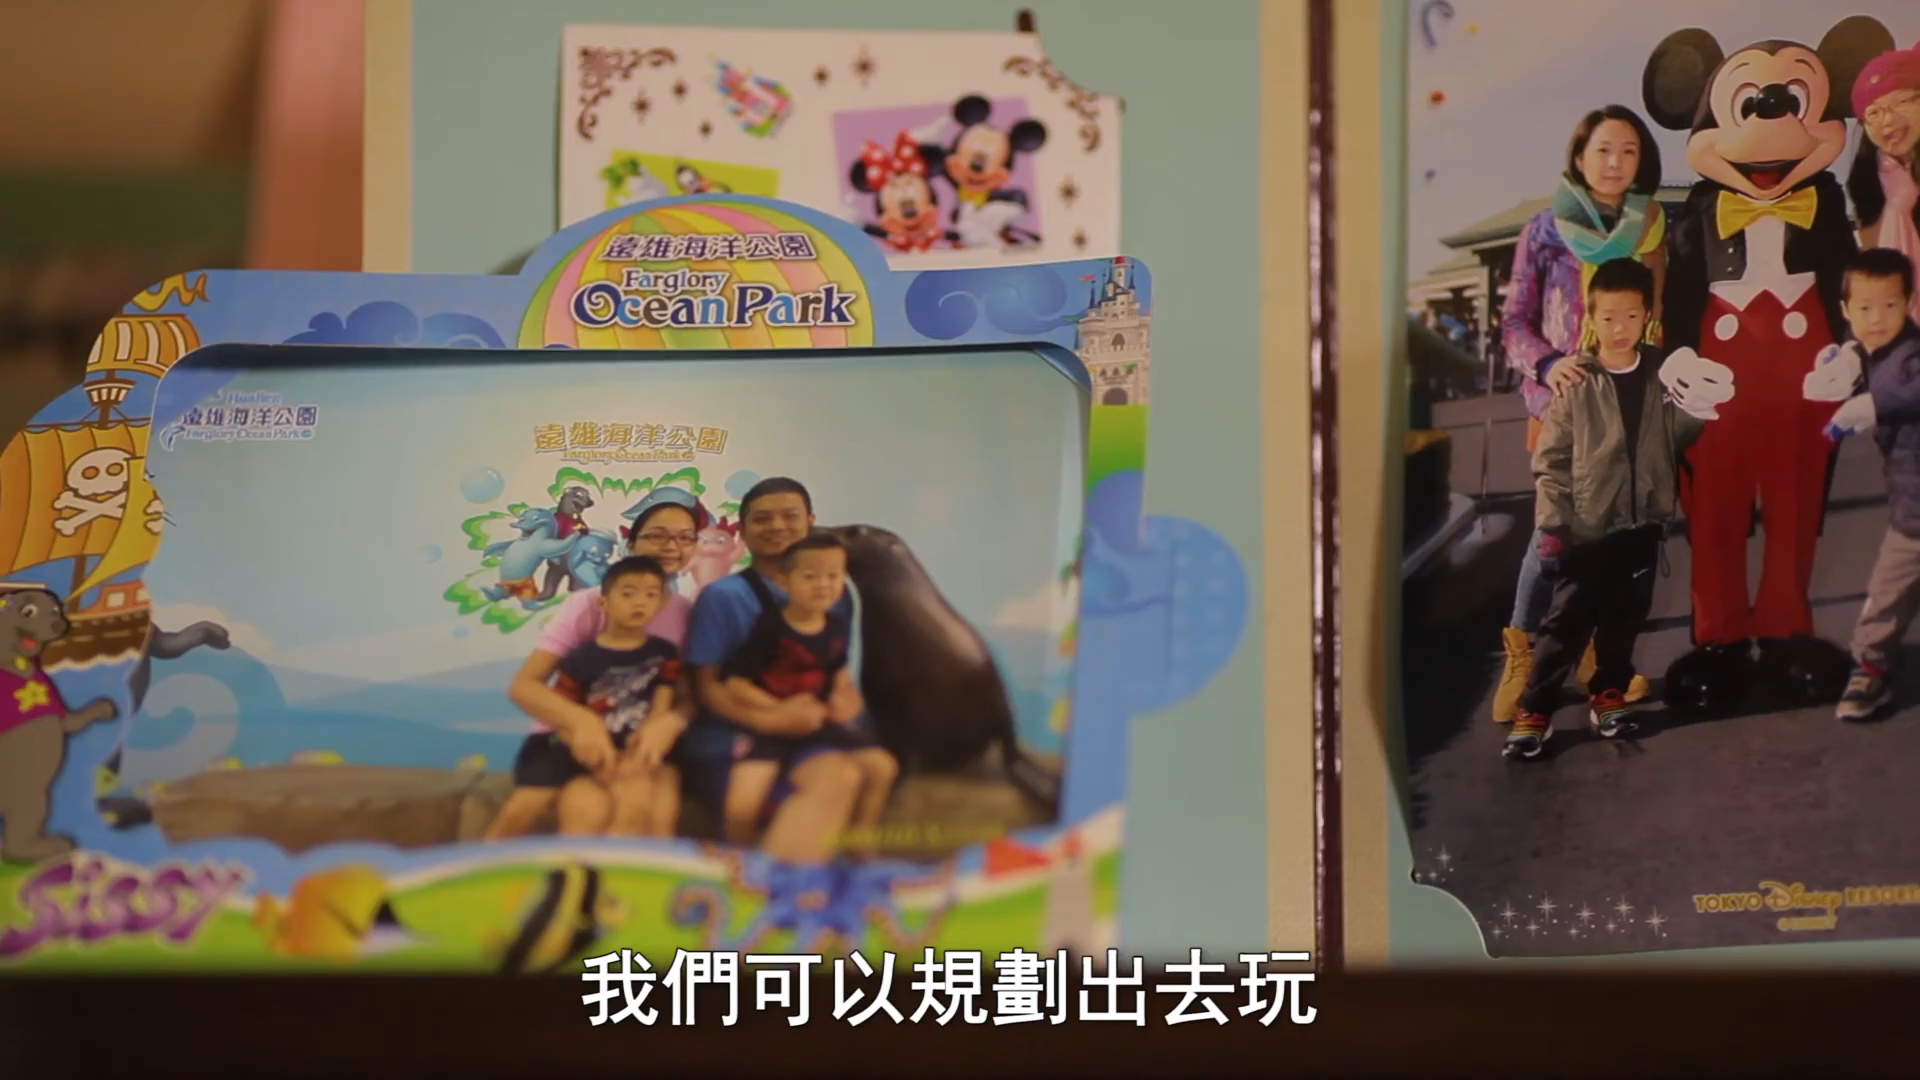 遠雄海洋公園
Farglory
Ocean Park
Hualien
遠雄海洋公園
Farglory Ocean Park
遠雄海洋公園
Farglory Ocean Park
Sissy
TOKYO Disney RESORT
我們可以規劃出去玩